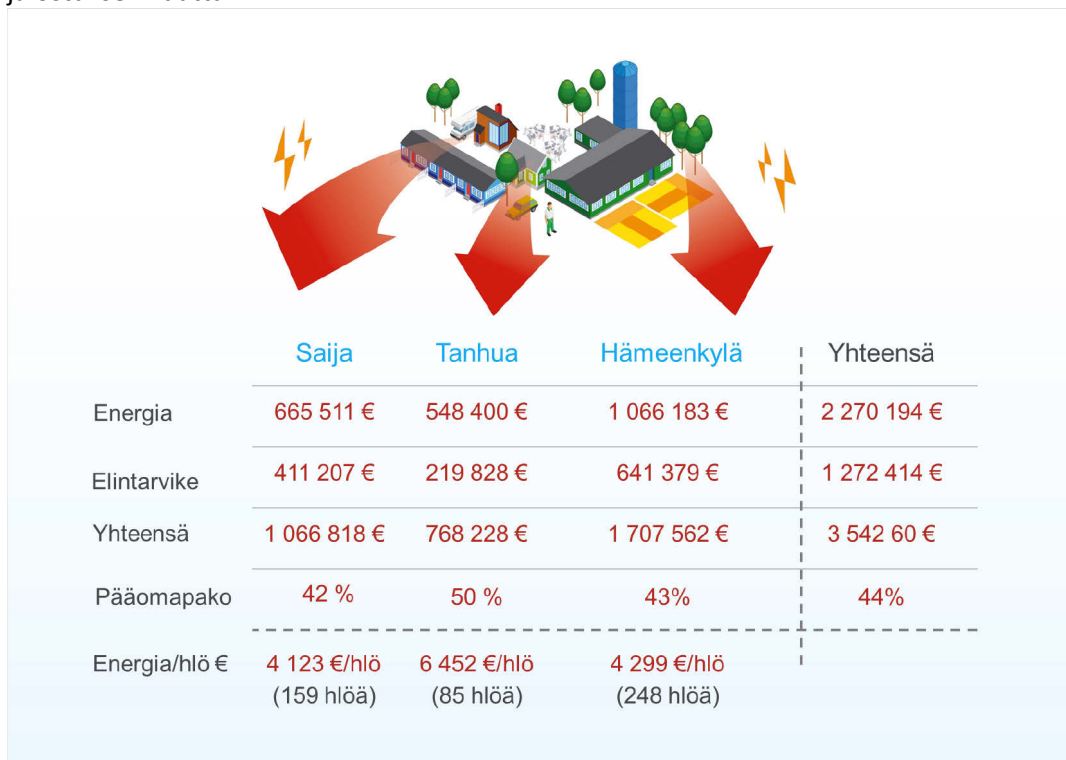 Saija Tanhua Hämeenkylä Yhteensä
Energia 665 511 € 548 400 € 1 066 183 € 2 270 194 €
Elintarvike 411 207 € 219 828 € 641 379 € 1 272 414 €
Yhteensä 1 066 818 € 768 228 € 1 707 562 € 3 542 60 €
Pääomapako 42 % 50 % 43% 44%
Energia/hlö € 4 123 €/hlö 6 452 €/hlö 4 299 €/hlö
(159 hlöä) (85 hlöä) (248 hlöä)